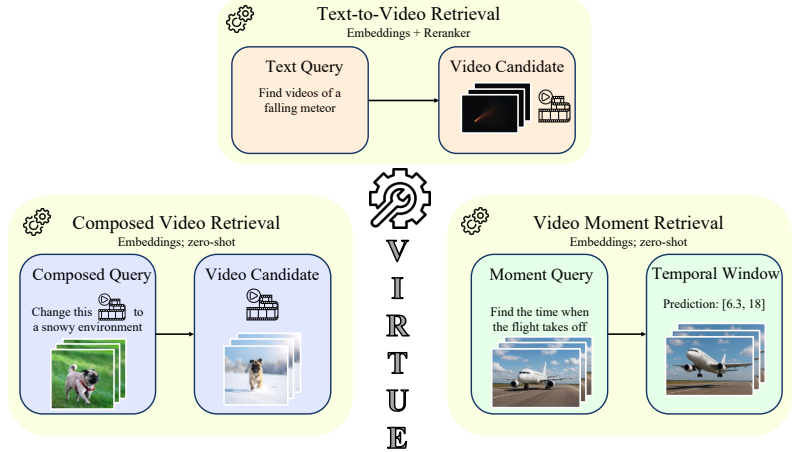 Text-to-Video Retrieval
Embeddings + Reranker
Text Query
Find videos of a
falling meteor
Video Candidate
Composed Video Retrieval
Embeddings; zero-shot
Composed Query
Change this to
a snowy environment
Video Candidate
V
I
R
T
U
E
Video Moment Retrieval
Embeddings; zero-shot
Moment Query
Find the time when
the flight takes off
Temporal Window
Prediction: [6.3, 18]